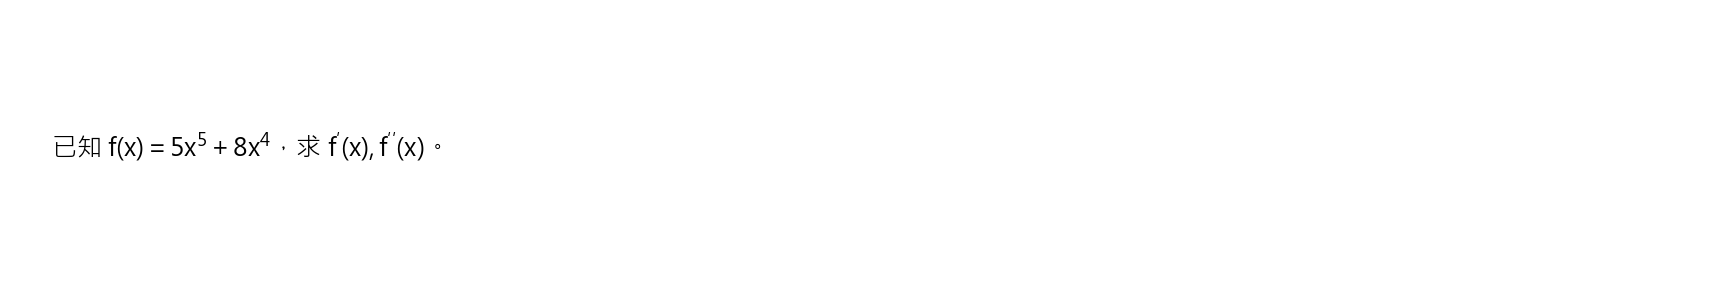 已知 f(x) = 5x⁵ + 8x⁴，求 f′(x), f′′(x)。